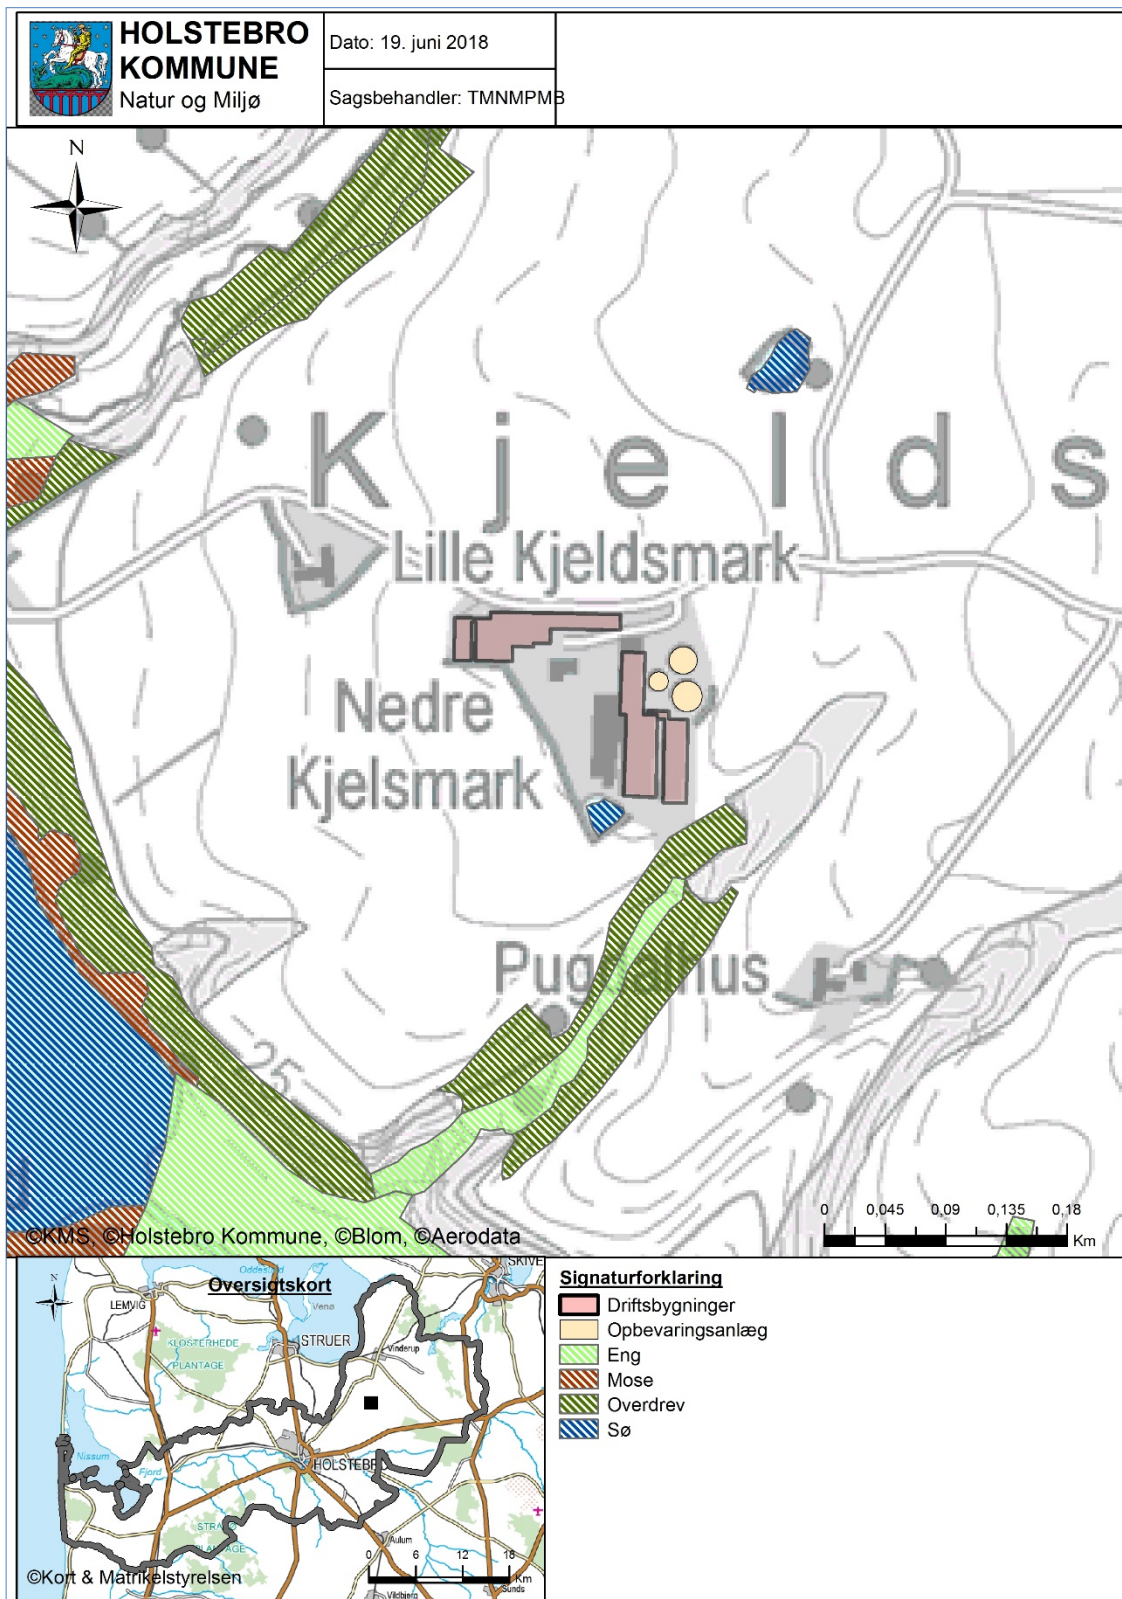 HOLSTEBRO
KOMMUNE
Natur og Miljø
Dato: 19. juni 2018
Sagsbehandler: TMNMPMB
N
Kjelds
Lille Kjeldsmark
Nedre
Kjelsmark
25
©KMS, ©Holstebro Kommune, ©Blom, ©Aerodata
0 0,045 0,09 0,135 0,18
Km
Oversigtskort
N
SKIVE
Venø
LEMVIG
KLOSTERHEDE
PLANTAGE
STRUER
Vinderup
Nissum
Fjord
HOLSTEBRO
Aulum
Vildbjerg
Sunds
0 6 12 18
Km
©Kort & Matrikelstyrelsen
Signaturforklaring
Driftsbygninger
Opbevaringsanlæg
Eng
Mose
Overdrev
Sø